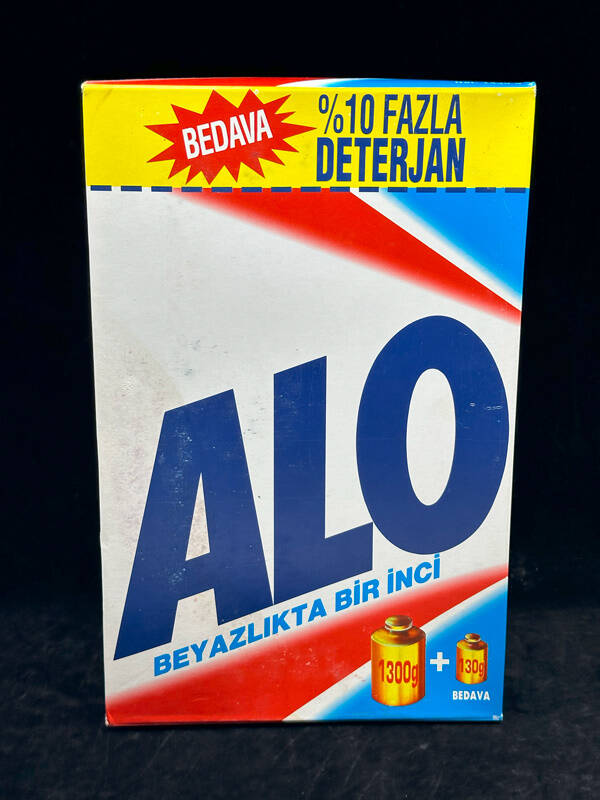 BEDAVA
%10 FAZLA
DETERJAN
ALO
BEYAZLIKTA BİR İNCİ
1300g + 130g
BEDAVA